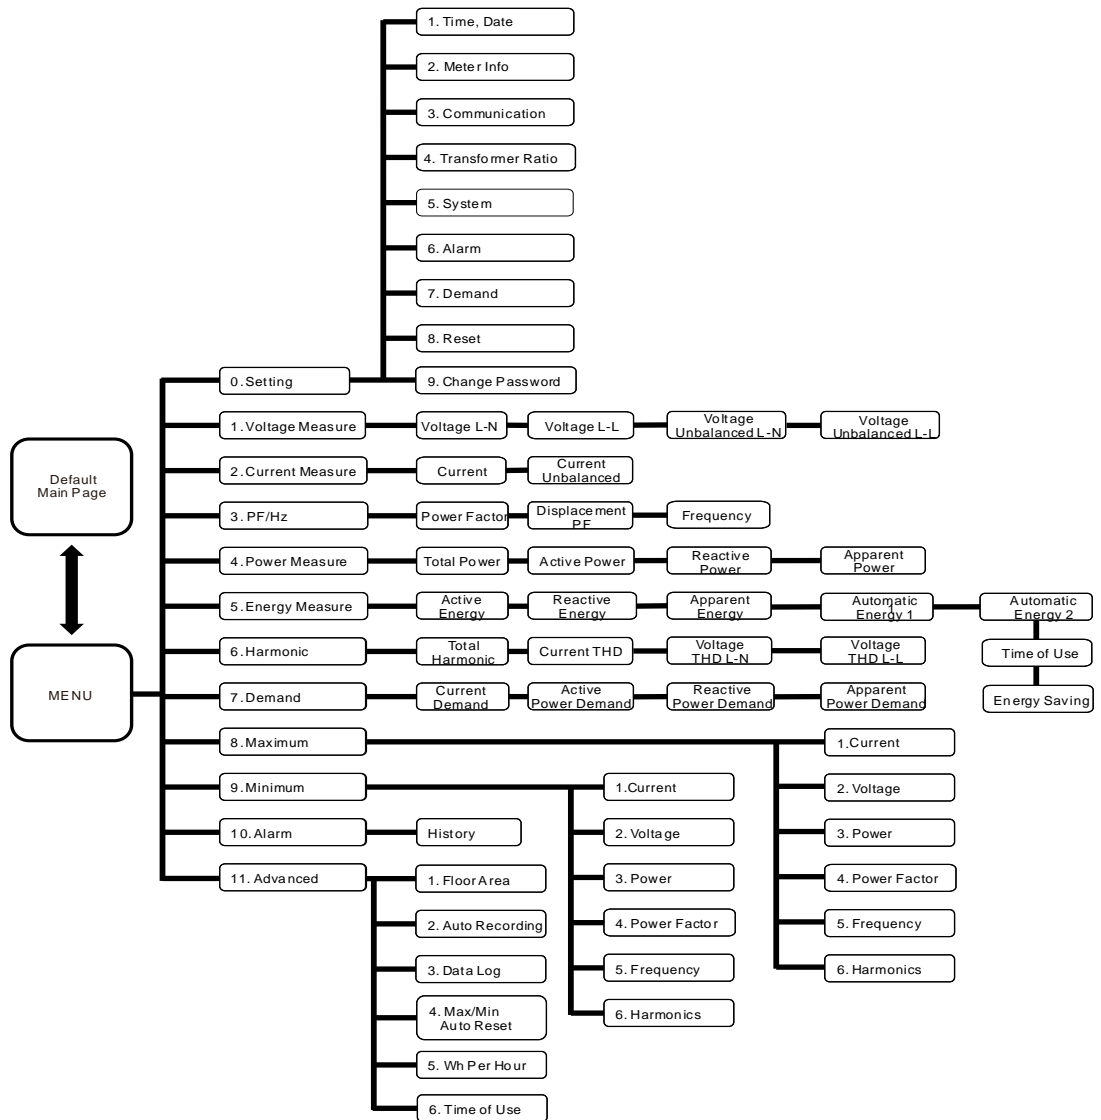 1. Time, Date
2. Meter Info
3. Communication
4. Transformer Ratio
5. System
6. Alarm
7. Demand
8. Reset
0. Setting
9. Change Password
1. Voltage Measure
Voltage L-N
Voltage L-L
Voltage
Unbalanced L-N
Voltage
Unbalanced L-L
Default
Main Page
2. Current Measure
Current
Current
Unbalanced
3. PF/Hz
Power Factor
Displacement
PF
Frequency
4. Power Measure
Total Power
Active Power
Reactive
Power
Apparent
Power
5. Energy Measure
Active
Energy
Reactive
Energy
Apparent
Energy
Automatic
Energy 1
Automatic
Energy 2
Time of Use
Energy Saving
MENU
6. Harmonic
Total
Harmonic
Current THD
Voltage
THD L-N
Voltage
THD L-L
7. Demand
Current
Demand
Active
Power Demand
Reactive
Power Demand
Apparent
Power Demand
8. Maximum
1. Current
2. Voltage
3. Power
4. Power Factor
5. Frequency
6. Harmonics
9. Minimum
1. Current
2. Voltage
3. Power
4. Power Factor
5. Frequency
6. Harmonics
10. Alarm
History
11. Advanced
1. Floor Area
2. Auto Recording
3. Data Log
4. Max/Min
Auto Reset
5. Wh Per Hour
6. Time of Use